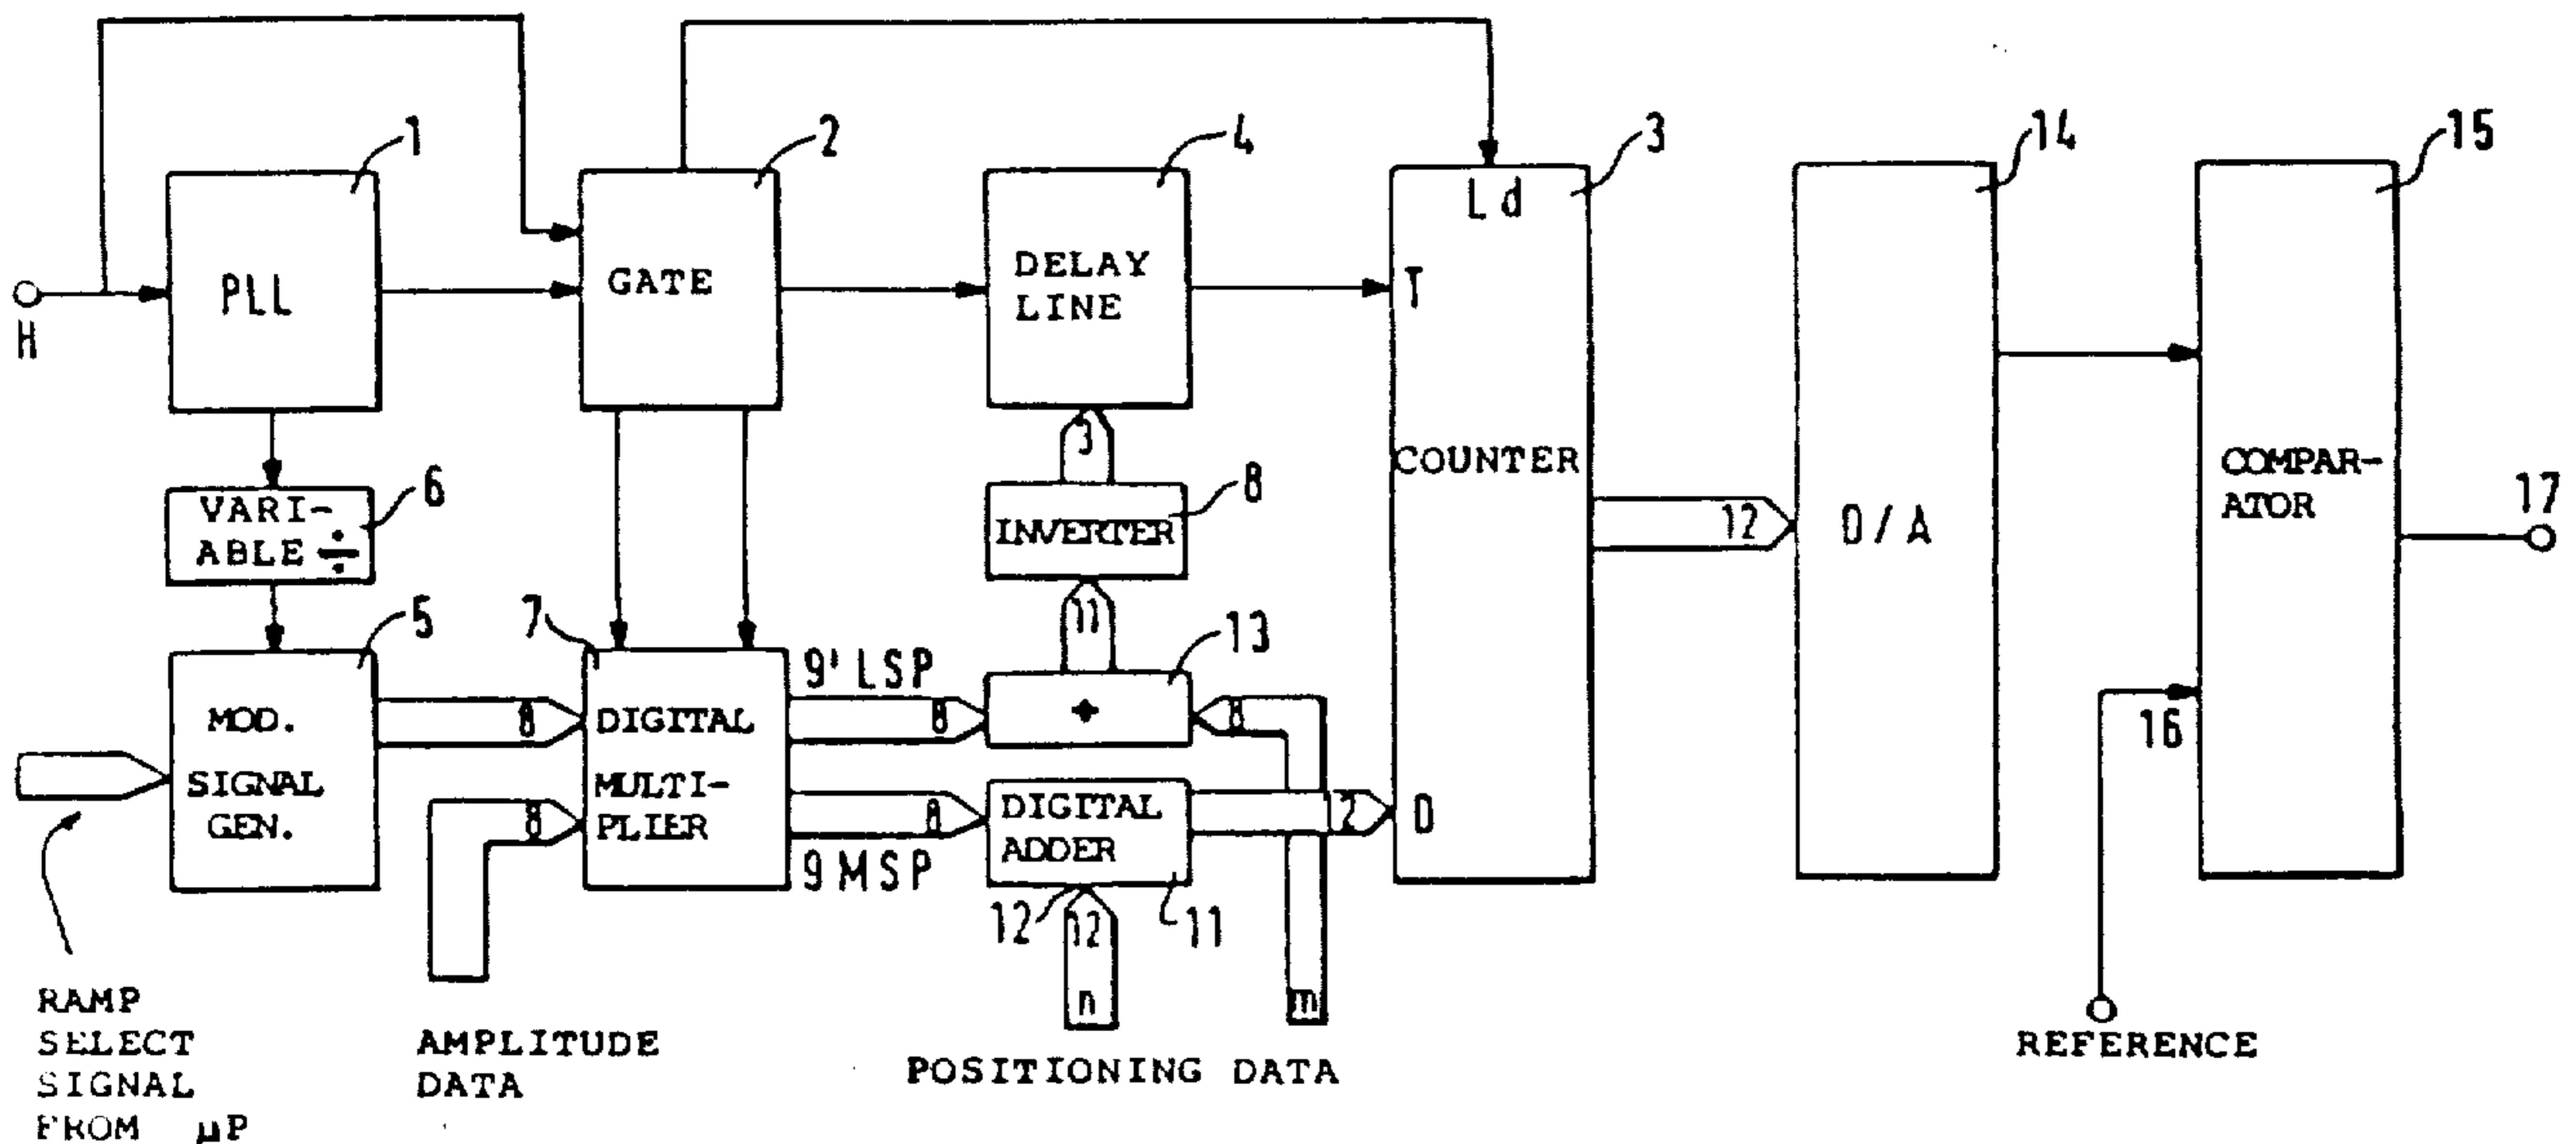 1
2
4
3
14
15
Ld
H
PLL
GATE
DELAY
LINE
T
3
COUNTER
COMPAR-
ATOR
VARI-
ABLE ÷
6
INVERTER
8
12
D/A
17
11
5
7
13
9' LSP
MOD.
SIGNAL
GEN.
8
DIGITAL
MULTI-
PLIER
8
8
+
8
16
8
DIGITAL
ADDER
2
D
9 MSP
12
12
11
n
m
RAMP
SELECT
SIGNAL
FROM µP
AMPLITUDE
DATA
POSITIONING DATA
REFERENCE